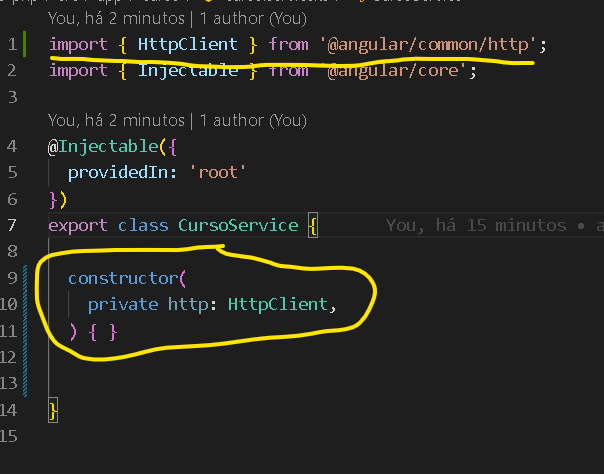 You, há 2 minutos | 1 author (You)
1 import { HttpClient } from '@angular/common/http';
2 import { Injectable } from '@angular/core';
3
You, há 2 minutos | 1 author (You)
4 @Injectable({
5 providedIn: 'root'
6 })
7 export class CursoService { You, há 15 minutos • a
8
9 constructor(
10 private http: HttpClient,
11 ) { }
12
13
14 }
15